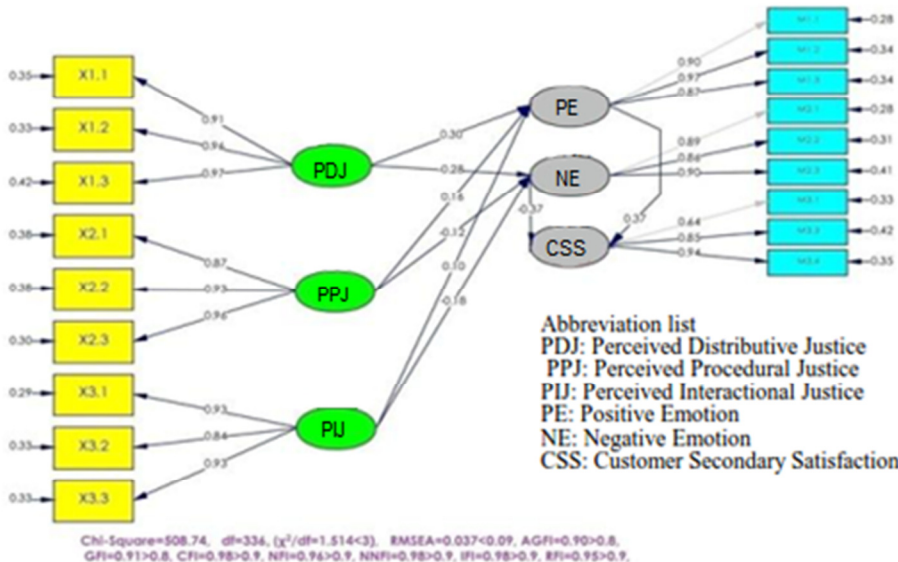 M1.1
0.28
0.35
X1.1
0.90
M1.2
0.34
0.97
PE
M1.3
0.34
0.87
0.91
X1.2
0.33
0.30
M2.1
0.28
0.96
0.89
PDJ
M2.2
0.31
0.86
0.42
X1.3
0.97
-0.28
NE
0.90
M2.3
0.41
0.16
M3.1
0.33
-0.37
0.37
0.64
0.38
X2.1
-0.12
CSS
0.85
0.42
0.87
0.94
0.35
0.10
X2.2
0.93
PPJ
-0.18
0.96
0.30
X2.3
Abbreviation list
PDJ: Perceived Distributive Justice
PPJ: Perceived Procedural Justice
PIJ: Perceived Interactional Justice
PE: Positive Emotion
NE: Negative Emotion
CSS: Customer Secondary Satisfaction
0.29
X3.1
0.93
PIJ
0.33
X3.2
0.84
0.93
0.33
X3.3
Chi-Square=508.74, df=336, (χ²/df=1.514<3), RMSEA=0.037<0.09, AGFI=0.90>0.8,
GFI=0.91>0.8, CFI=0.98>0.9, NFI=0.96>0.9, NNFI=0.98>0.9, IFI=0.98>0.9, RFI=0.95>0.9,